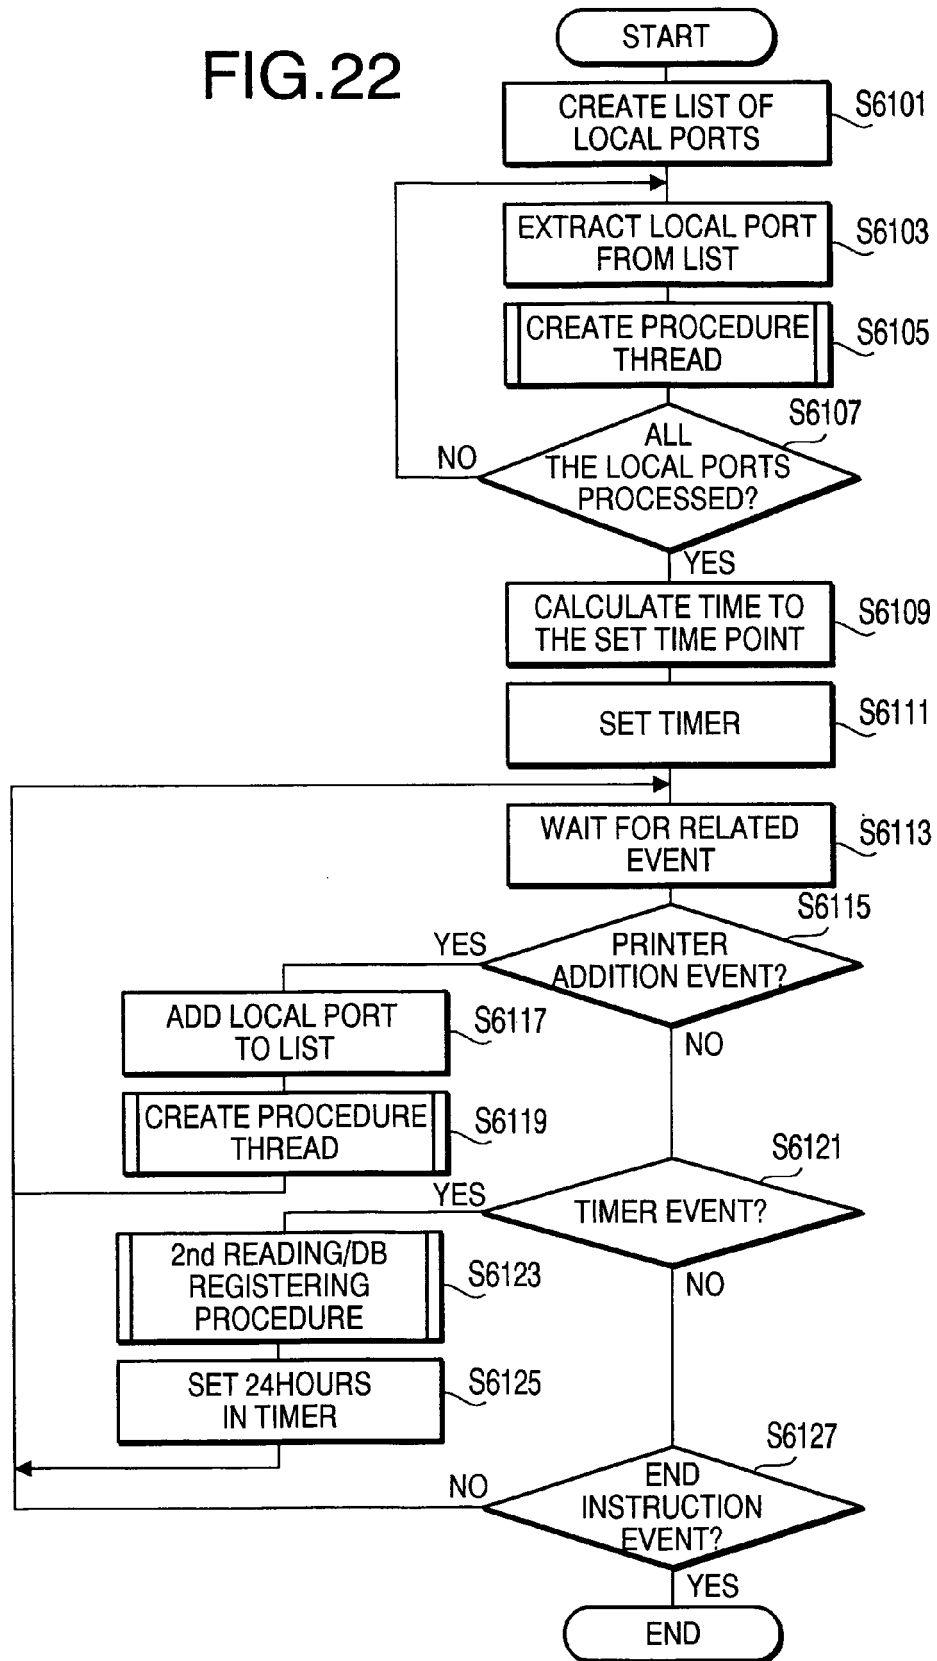 FIG.22
START
CREATE LIST OF
LOCAL PORTS
S6101
EXTRACT LOCAL PORT
FROM LIST
S6103
CREATE PROCEDURE
THREAD
S6105
S6107
ALL
THE LOCAL PORTS
PROCESSED?
NO
YES
CALCULATE TIME TO
THE SET TIME POINT
S6109
SET TIMER
S6111
WAIT FOR RELATED
EVENT
S6113
S6115
PRINTER
ADDITION EVENT?
YES
NO
ADD LOCAL PORT
TO LIST
S6117
CREATE PROCEDURE
THREAD
S6119
S6121
TIMER EVENT?
YES
NO
2nd READING/DB
REGISTERING
PROCEDURE
S6123
SET 24HOURS
IN TIMER
S6125
S6127
END
INSTRUCTION
EVENT?
NO
YES
END